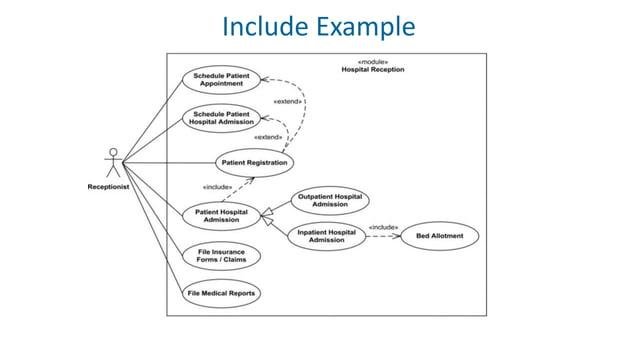 Include Example
«module»
Hospital Reception
Schedule Patient
Appointment
«extend»
Schedule Patient
Hospital Admission
«extend»
Patient Registration
Receptionist
«include»
Outpatient Hospital
Admission
Patient Hospital
Admission
«include»
Inpatient Hospital
Admission
Bed Allotment
File Insurance
Forms / Claims
File Medical Reports